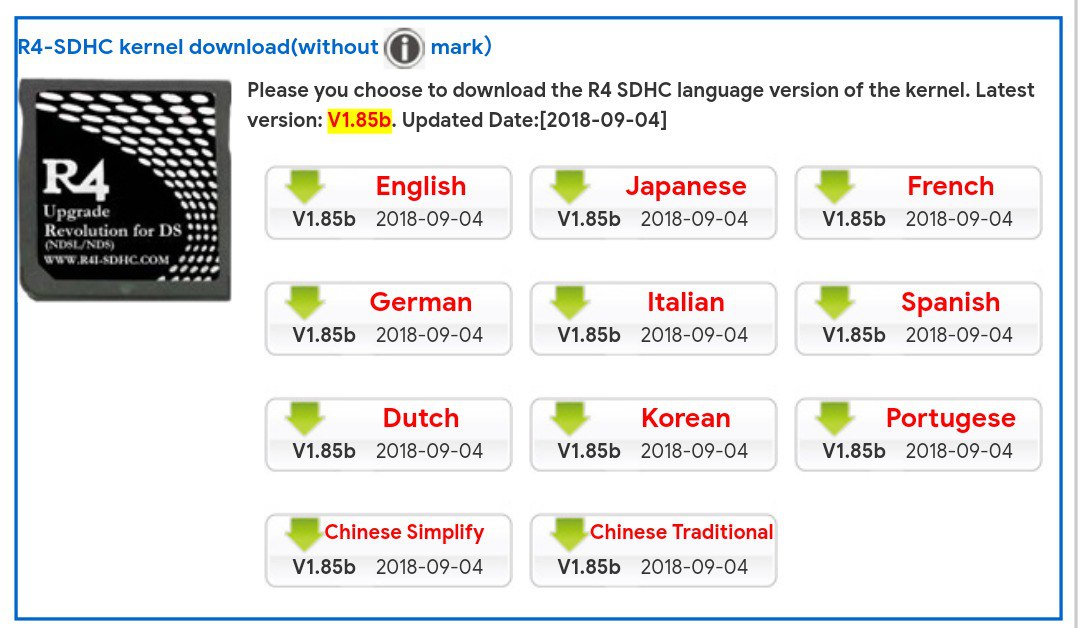 R4-SDHC kernel download(without i mark)
Please you choose to download the R4 SDHC language version of the kernel. Latest
version: V1.85b. Updated Date:[2018-09-04]
R4
Upgrade
Revolution for DS
(NDSL/NDS)
WWW.R4I-SDHC.COM
English
V1.85b 2018-09-04
Japanese
V1.85b 2018-09-04
French
V1.85b 2018-09-04
German
V1.85b 2018-09-04
Italian
V1.85b 2018-09-04
Spanish
V1.85b 2018-09-04
Dutch
V1.85b 2018-09-04
Korean
V1.85b 2018-09-04
Portugese
V1.85b 2018-09-04
Chinese Simplify
V1.85b 2018-09-04
Chinese Traditional
V1.85b 2018-09-04